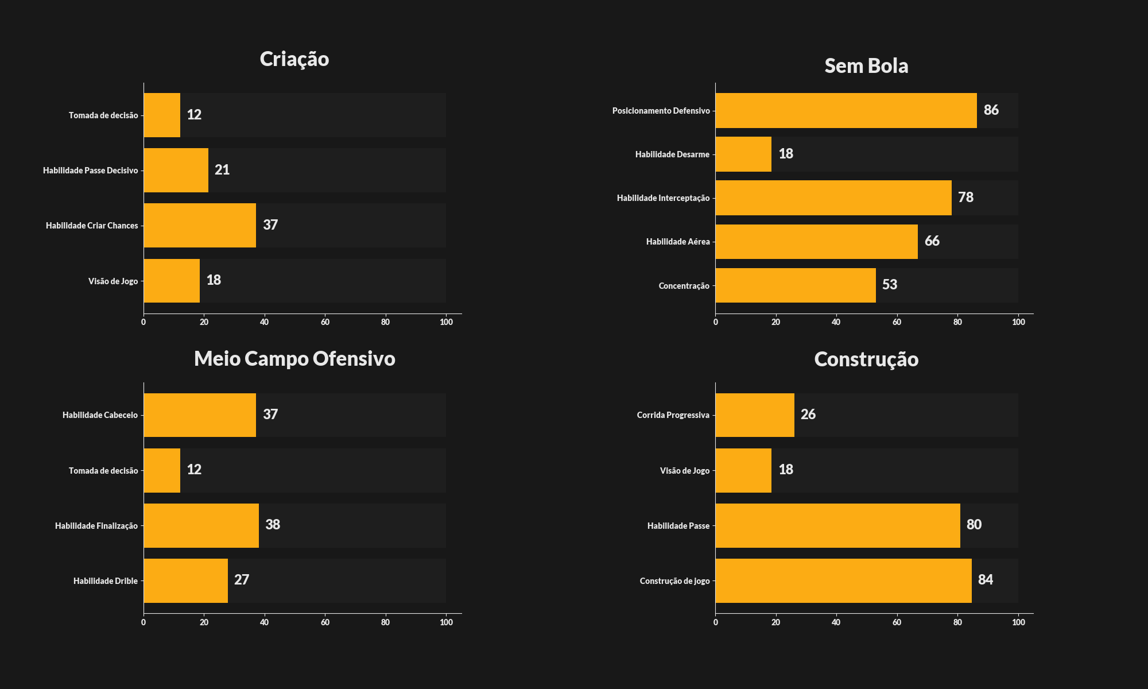 Criação
Tomada de decisão 12
Habilidade Passe Decisivo 21
Habilidade Criar Chances 37
Visão de Jogo 18
0 20 40 60 80 100
Sem Bola
Posicionamento Defensivo 86
Habilidade Desarme 18
Habilidade Interceptação 78
Habilidade Aérea 66
Concentração 53
0 20 40 60 80 100
Meio Campo Ofensivo
Habilidade Cabeceio 37
Tomada de decisão 12
Habilidade Finalização 38
Habilidade Drible 27
0 20 40 60 80 100
Construção
Corrida Progressiva 26
Visão de Jogo 18
Habilidade Passe 80
Construção de jogo 84
0 20 40 60 80 100